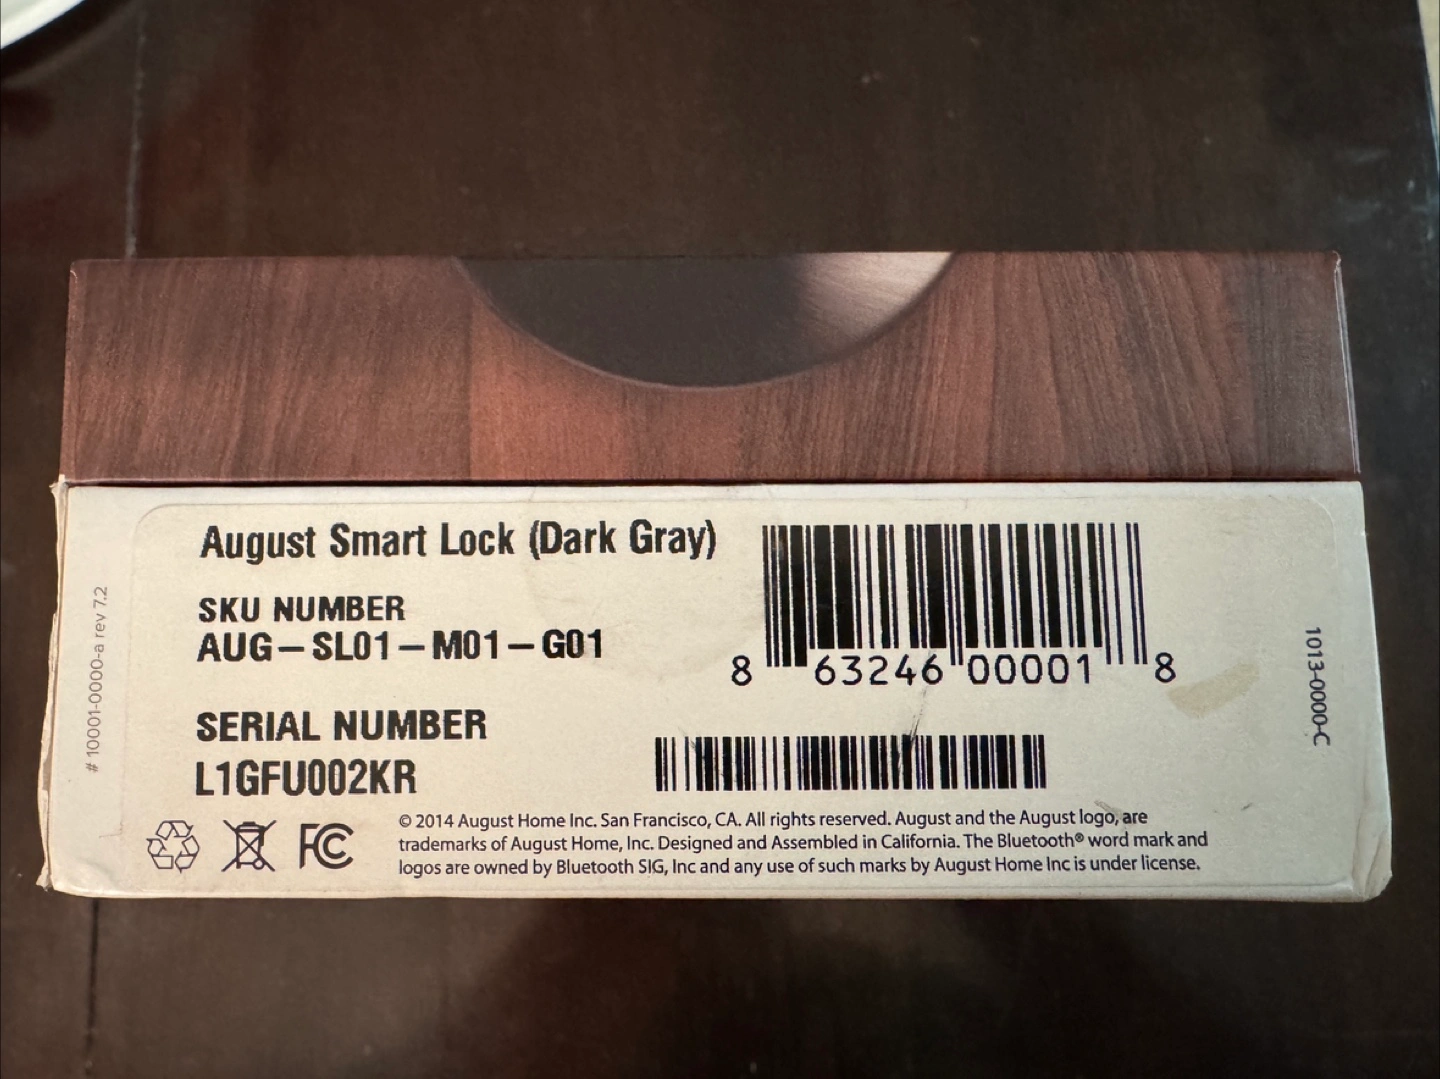 August Smart Lock (Dark Gray)
SKU NUMBER
AUG-SL01-M01-G01
8 63246 00001 8
SERIAL NUMBER
L1GFU002KR
FC
© 2014 August Home Inc. San Francisco, CA. All rights reserved. August and the August logo, are
trademarks of August Home, Inc. Designed and Assembled in California. The Bluetooth® word mark and
logos are owned by Bluetooth SIG, Inc and any use of such marks by August Home Inc is under license.
# 10001-0000-a rev 7.2
1013-0000-C